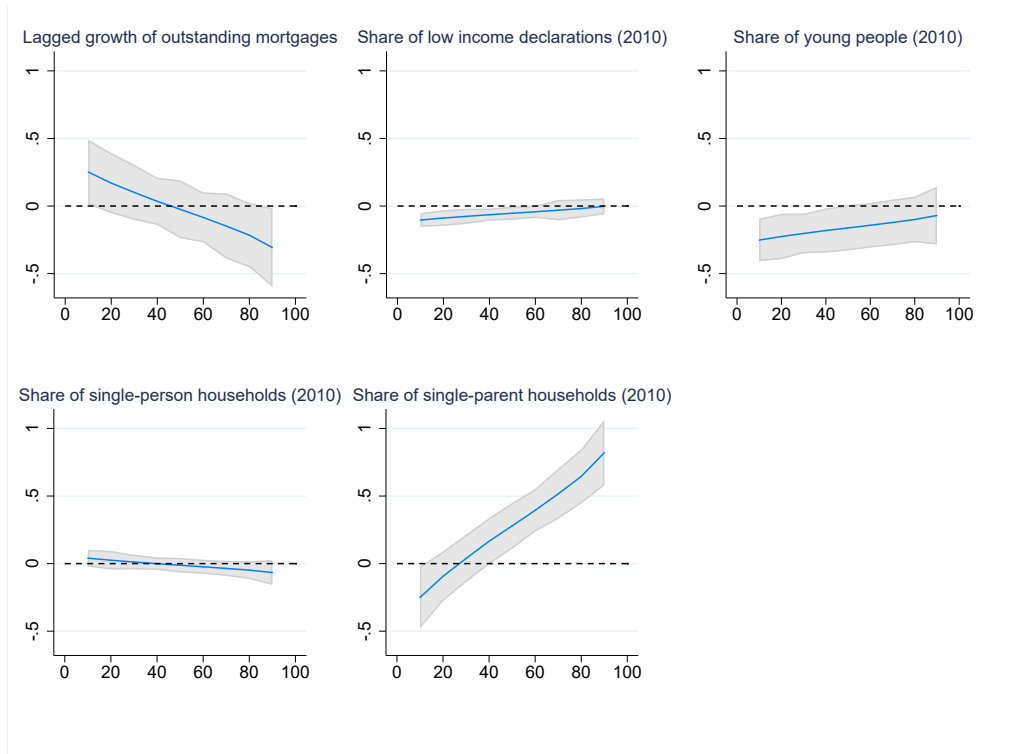 Lagged growth of outstanding mortgages
1
.5
0
-.5
0 20 40 60 80 100
Share of low income declarations (2010)
1
.5
0
-.5
0 20 40 60 80 100
Share of young people (2010)
1
.5
0
-.5
0 20 40 60 80 100
Share of single-person households (2010)
1
.5
0
-.5
0 20 40 60 80 100
Share of single-parent households (2010)
1
.5
0
-.5
0 20 40 60 80 100